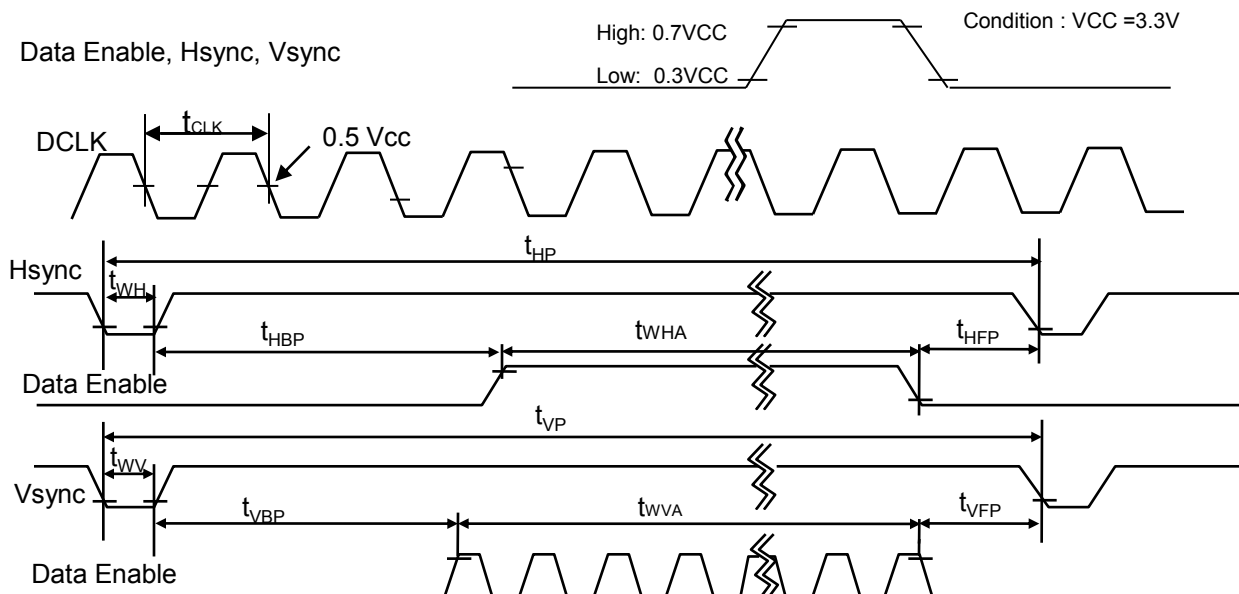 Condition : VCC =3.3V
High: 0.7VCC
Data Enable, Hsync, Vsync
Low: 0.3VCC
tCLK
DCLK
0.5 Vcc
tHP
Hsync
tWH
tHBP
tWHA
tHFP
Data Enable
tVP
tWV
Vsync
tVBP
tWVA
tVFP
Data Enable